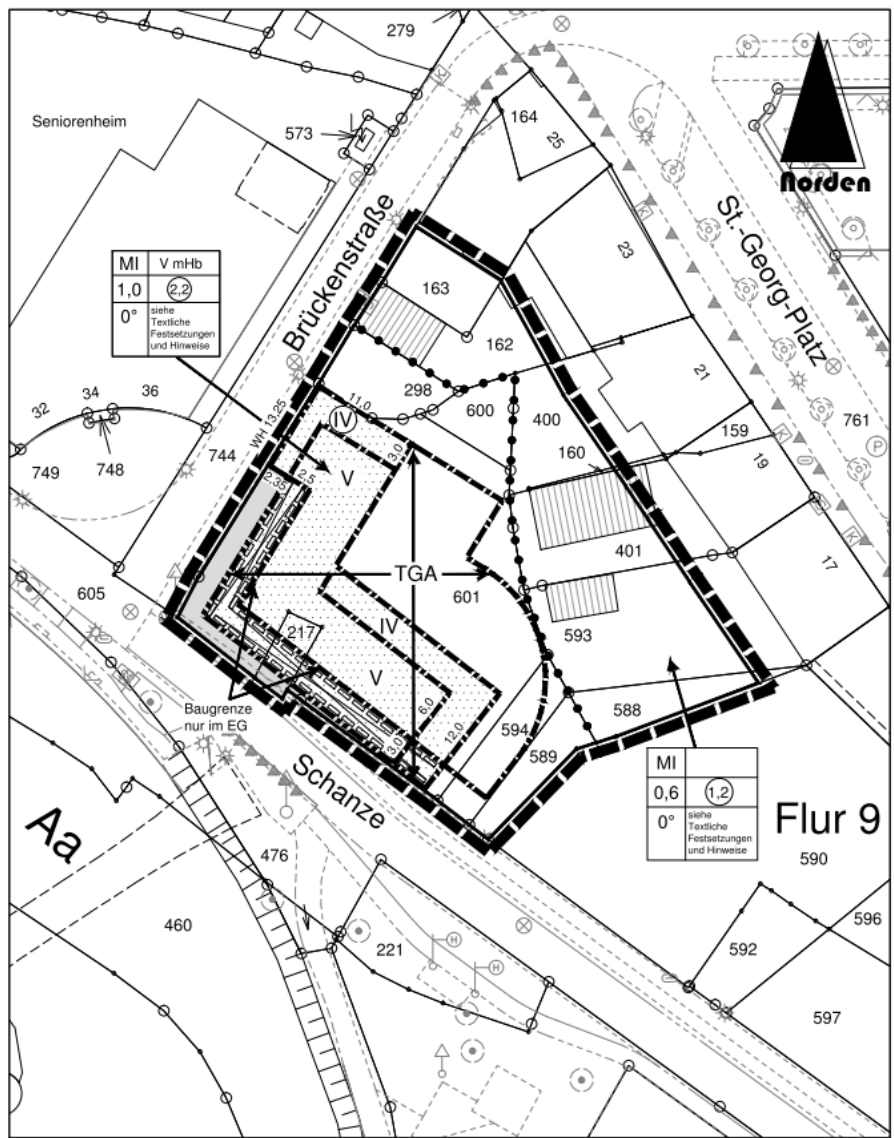 279
Seniorenheim
573
164
25
Norden
St.-Georg-Platz
23
Brückenstraße
MI
V mHb
1,0
2,2
0°
siehe
Textliche
Festsetzungen
und Hinweise
163
162
298
600
400
21
11,0
IV
WH 13.25
3,0
160
159
19
761
P
K
K
K
K
32
34
36
749
748
744
2,35
2,5
V
TGA
401
17
605
217
601
IV
V
593
Baugrenze
nur im EG
6,0
12,0
3,0
594
588
589
Schanze
MI
0,6
1,2
0°
siehe
Textliche
Festsetzungen
und Hinweise
Flur 9
590
Aa
476
460
221
H
H
592
596
597